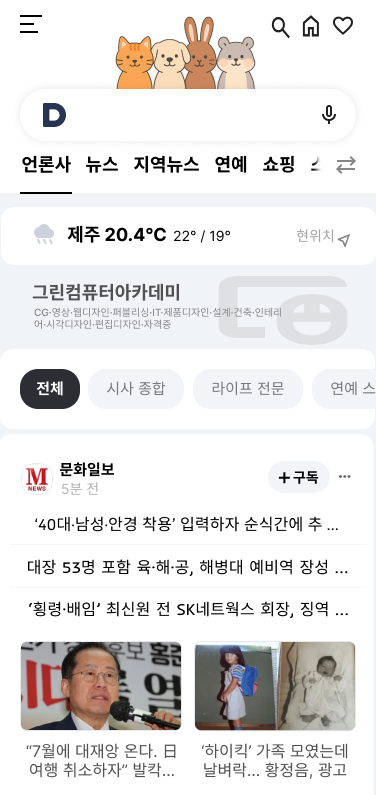 D
언론사 뉴스 지역뉴스 연예 쇼핑
제주 20.4°C 22° / 19° 현위치
그린컴퓨터아카데미
CG·영상·웹디자인·퍼블리싱·IT·제품디자인·설계·건축·인테리
어·시각디자인·편집디자인·자격증
전체 시사 종합 라이프 전문 연예 스
M NEWS 문화일보
5분 전
+구독 ···
‘40대·남성·안경 착용’ 입력하자 순식간에 추 ...
대장 53명 포함 육·해·공, 해병대 예비역 장성 ...
‘횡령·배임’ 최신원 전 SK네트웍스 회장, 징역 ...
“7월에 대재앙 온다. 日
여행 취소하자” 발칵...
‘하이킥’ 가족 모였는데
날벼락... 황정음, 광고